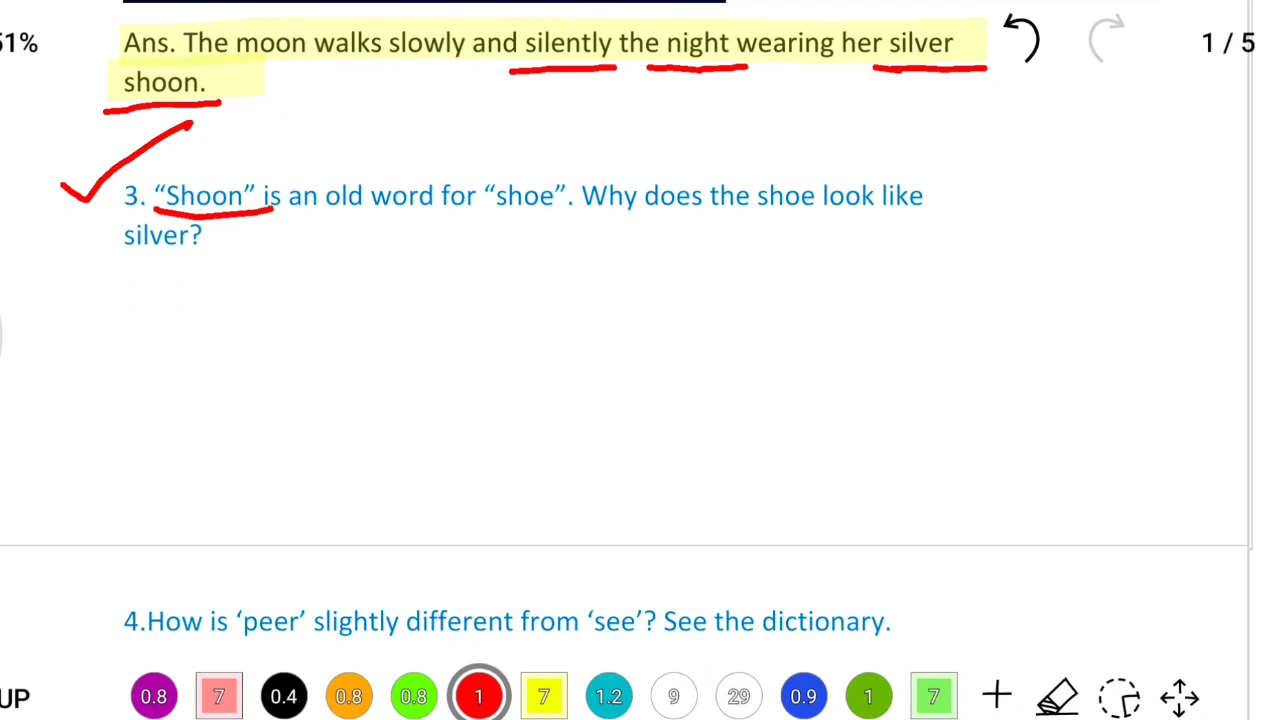 51%
Ans. The moon walks slowly and silently the night wearing her silver
1 / 5
shoon.
3. “Shoon” is an old word for “shoe”. Why does the shoe look like
silver?
4.How is ‘peer’ slightly different from ‘see’? See the dictionary.
UP
0.8 7 0.4 0.8 0.8 1 7 1.2 9 29 0.9 1 7